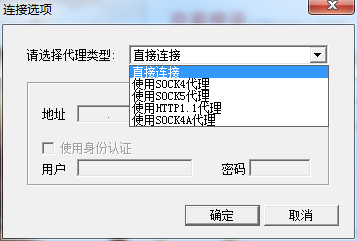 连接选项
请选择代理类型:
直接连接
直接连接
使用SOCK4代理
使用SOCK5代理
使用HTTP1.1代理
使用SOCK4A代理
地址
使用身份认证
用户
密码
确定
取消